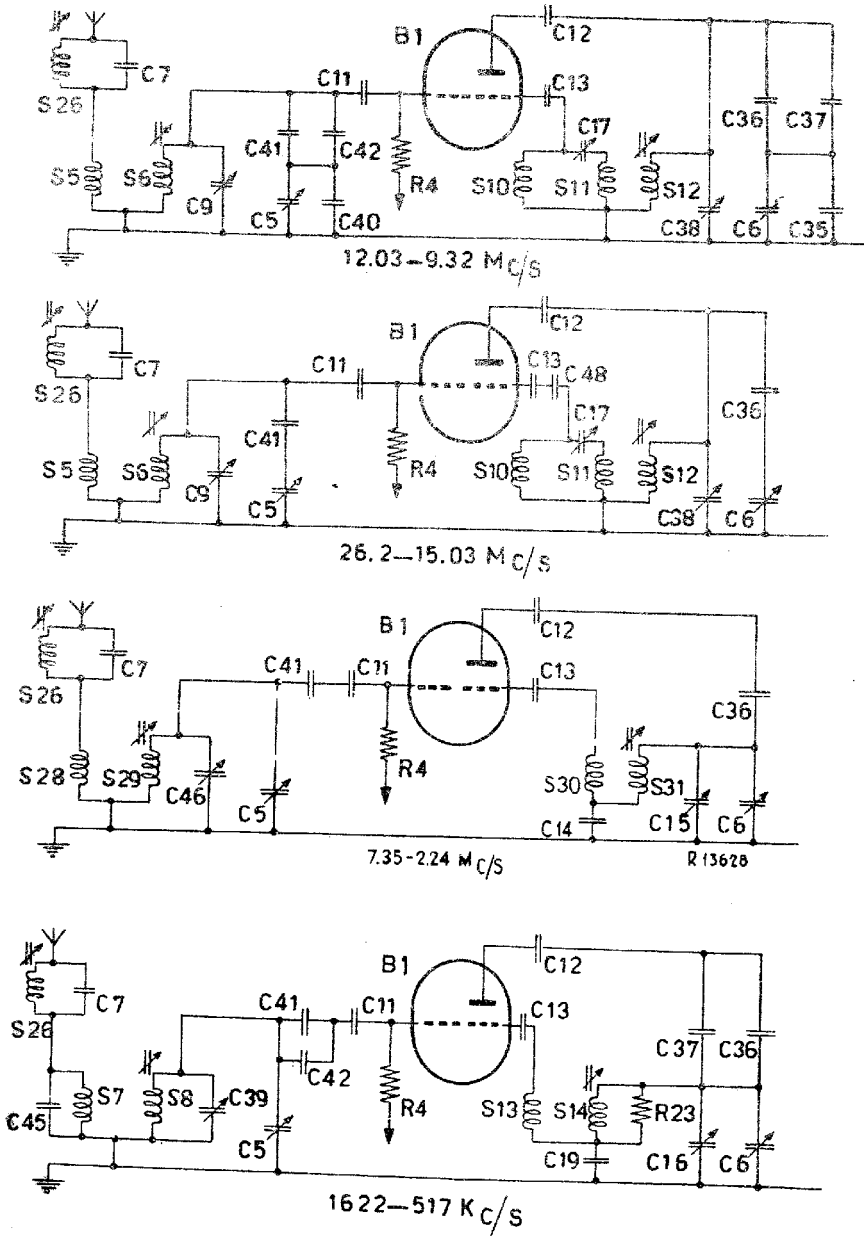 B1
C12
C7
C11
C13
S26
C36
C37
C17
C41
C42
S5
S6
R4
S10
S11
S12
C9
C5
C40
C38
C6
C35
12.03–9.32 MC/S
B1
C12
C7
C11
C13
C48
S26
C36
C17
C41
S5
S6
R4
S10
S11
S12
C9
C5
C38
C6
26.2–15.03 MC/S
B1
C12
C7
C41
C11
C13
S26
C36
S28
S29
R4
S30
S31
C46
C5
C14
C15
C6
7.35-2.24 MC/S
R 13628
B1
C12
C7
C41
C11
C13
S26
C37
C36
C42
S7
S8
C39
R4
S13
S14
R23
C45
C5
C19
C16
C6
1622–517 KC/S